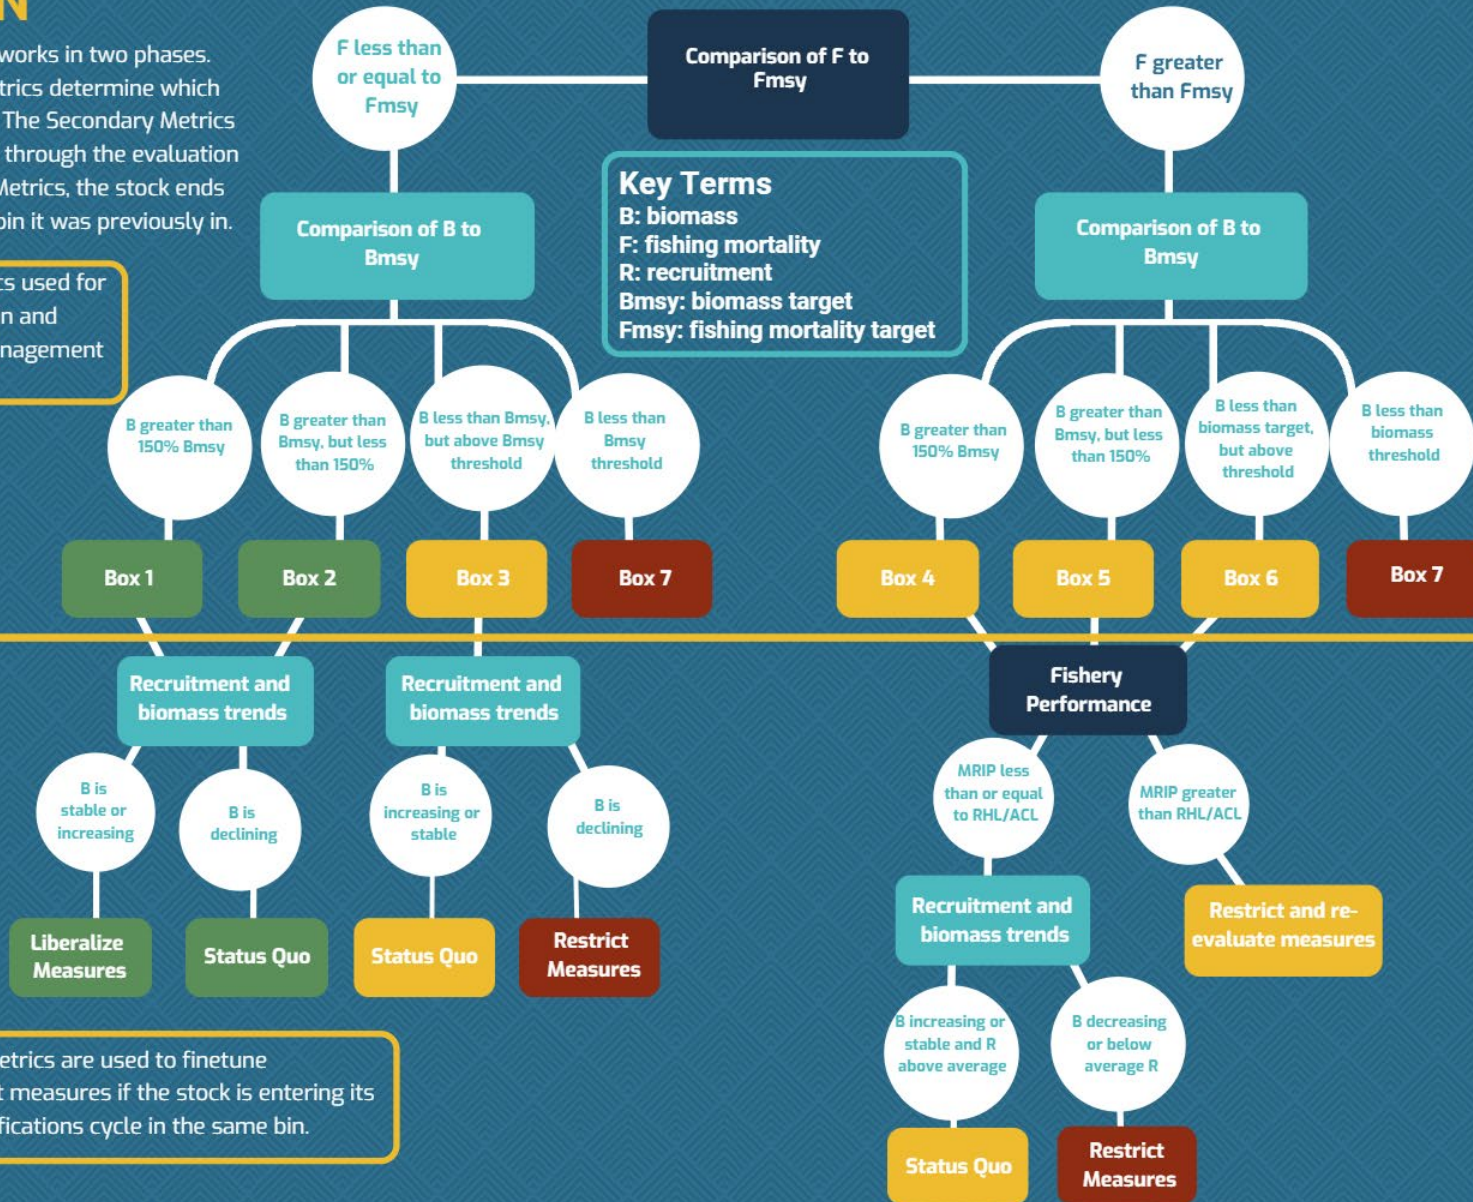 N
works in two phases.
trics determine which
The Secondary Metrics
through the evaluation
Metrics, the stock ends
bin it was previously in.
ts used for
n and
nagement
Comparison of F to
Fmsy
F less than
or equal to
Fmsy
F greater
than Fmsy
Key Terms
B: biomass
F: fishing mortality
R: recruitment
Bmsy: biomass target
Fmsy: fishing mortality target
Comparison of B to
Bmsy
Comparison of B to
Bmsy
B greater than
150% Bmsy
B greater than
Bmsy, but less
than 150%
B less than Bmsy,
but above Bmsy
threshold
B less than
Bmsy
threshold
B greater than
150% Bmsy
B greater than
Bmsy, but less
than 150%
B less than
biomass target,
but above
threshold
B less than
biomass
threshold
Box 1
Box 2
Box 3
Box 7
Box 4
Box 5
Box 6
Box 7
Recruitment and
biomass trends
Recruitment and
biomass trends
Fishery
Performance
B is
stable or
increasing
B is
declining
B is
increasing or
stable
B is
declining
MRIP less
than or equal
to RHL/ACL
MRIP greater
than RHL/ACL
Liberalize
Measures
Status Quo
Status Quo
Restrict
Measures
Recruitment and
biomass trends
Restrict and re-
evaluate measures
B increasing or
stable and R
above average
B decreasing
or below
average R
Status Quo
Restrict
Measures
etrics are used to finetune
t measures if the stock is entering its
fications cycle in the same bin.